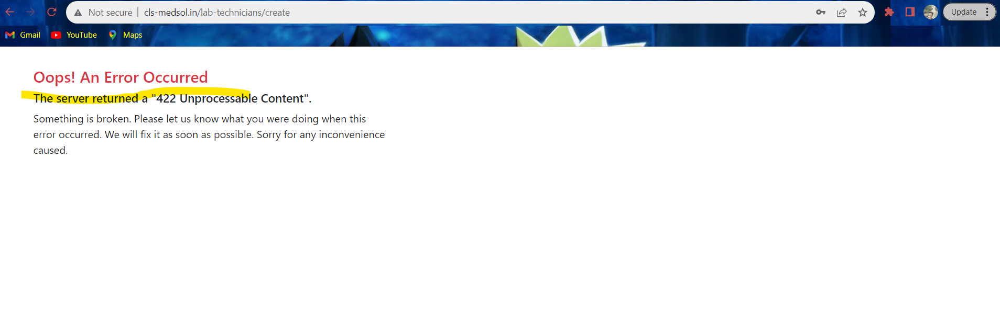 Not secure | cls-medsol.in/lab-technicians/create
Update
Gmail YouTube Maps
Oops! An Error Occurred
The server returned a "422 Unprocessable Content".
Something is broken. Please let us know what you were doing when this
error occurred. We will fix it as soon as possible. Sorry for any inconvenience
caused.